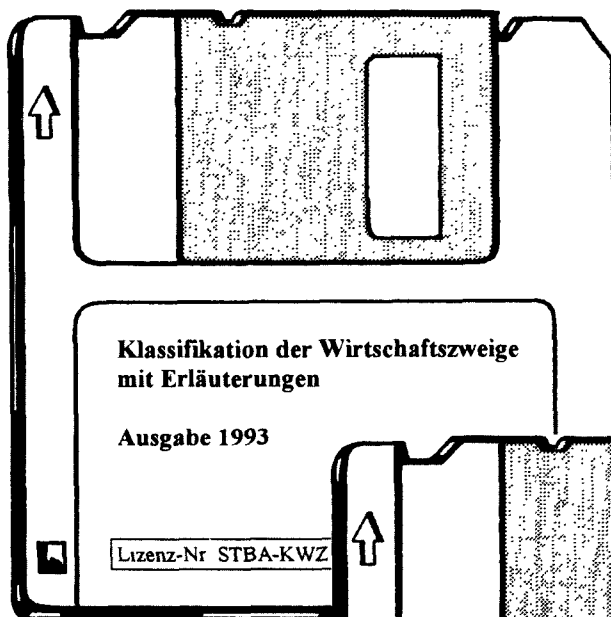 Klassifikation der Wirtschaftszweige
mit Erläuterungen
Ausgabe 1993
Lizenz-Nr STBA-KWZ